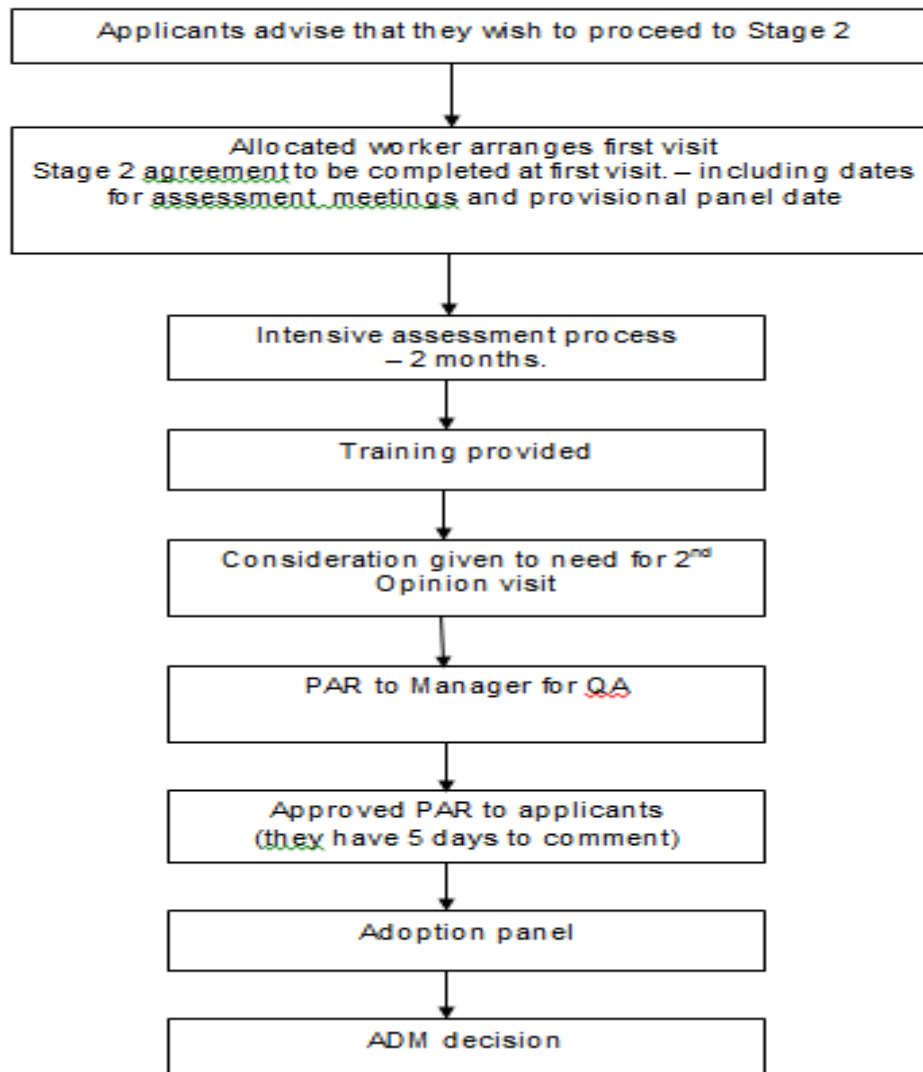 Applicants advise that they wish to proceed to Stage 2
Allocated worker arranges first visit
Stage 2 agreement to be completed at first visit. – including dates
for assessment meetings and provisional panel date
Intensive assessment process
– 2 months.
Training provided
Consideration given to need for 2nd
Opinion visit
PAR to Manager for QA
Approved PAR to applicants
(they have 5 days to comment)
Adoption panel
ADM decision